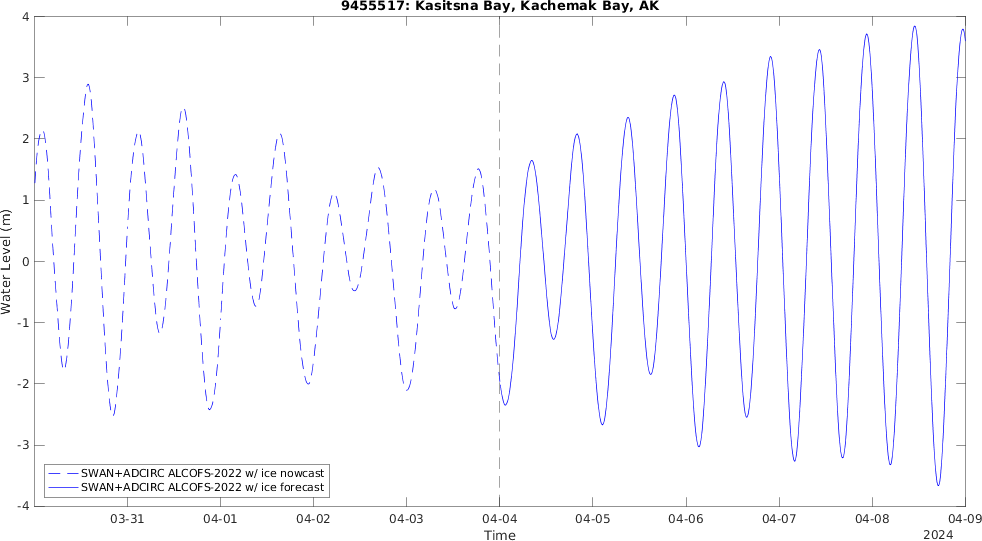 9455517: Kasitsna Bay, Kachemak Bay, AK
4
3
2
1
0
-1
-2
-3
-4
Water Level (m)
SWAN+ADCIRC ALCOFS-2022 w/ ice nowcast
SWAN+ADCIRC ALCOFS-2022 w/ ice forecast
03-31 04-01 04-02 04-03 04-04 04-05 04-06 04-07 04-08 04-09
Time
2024